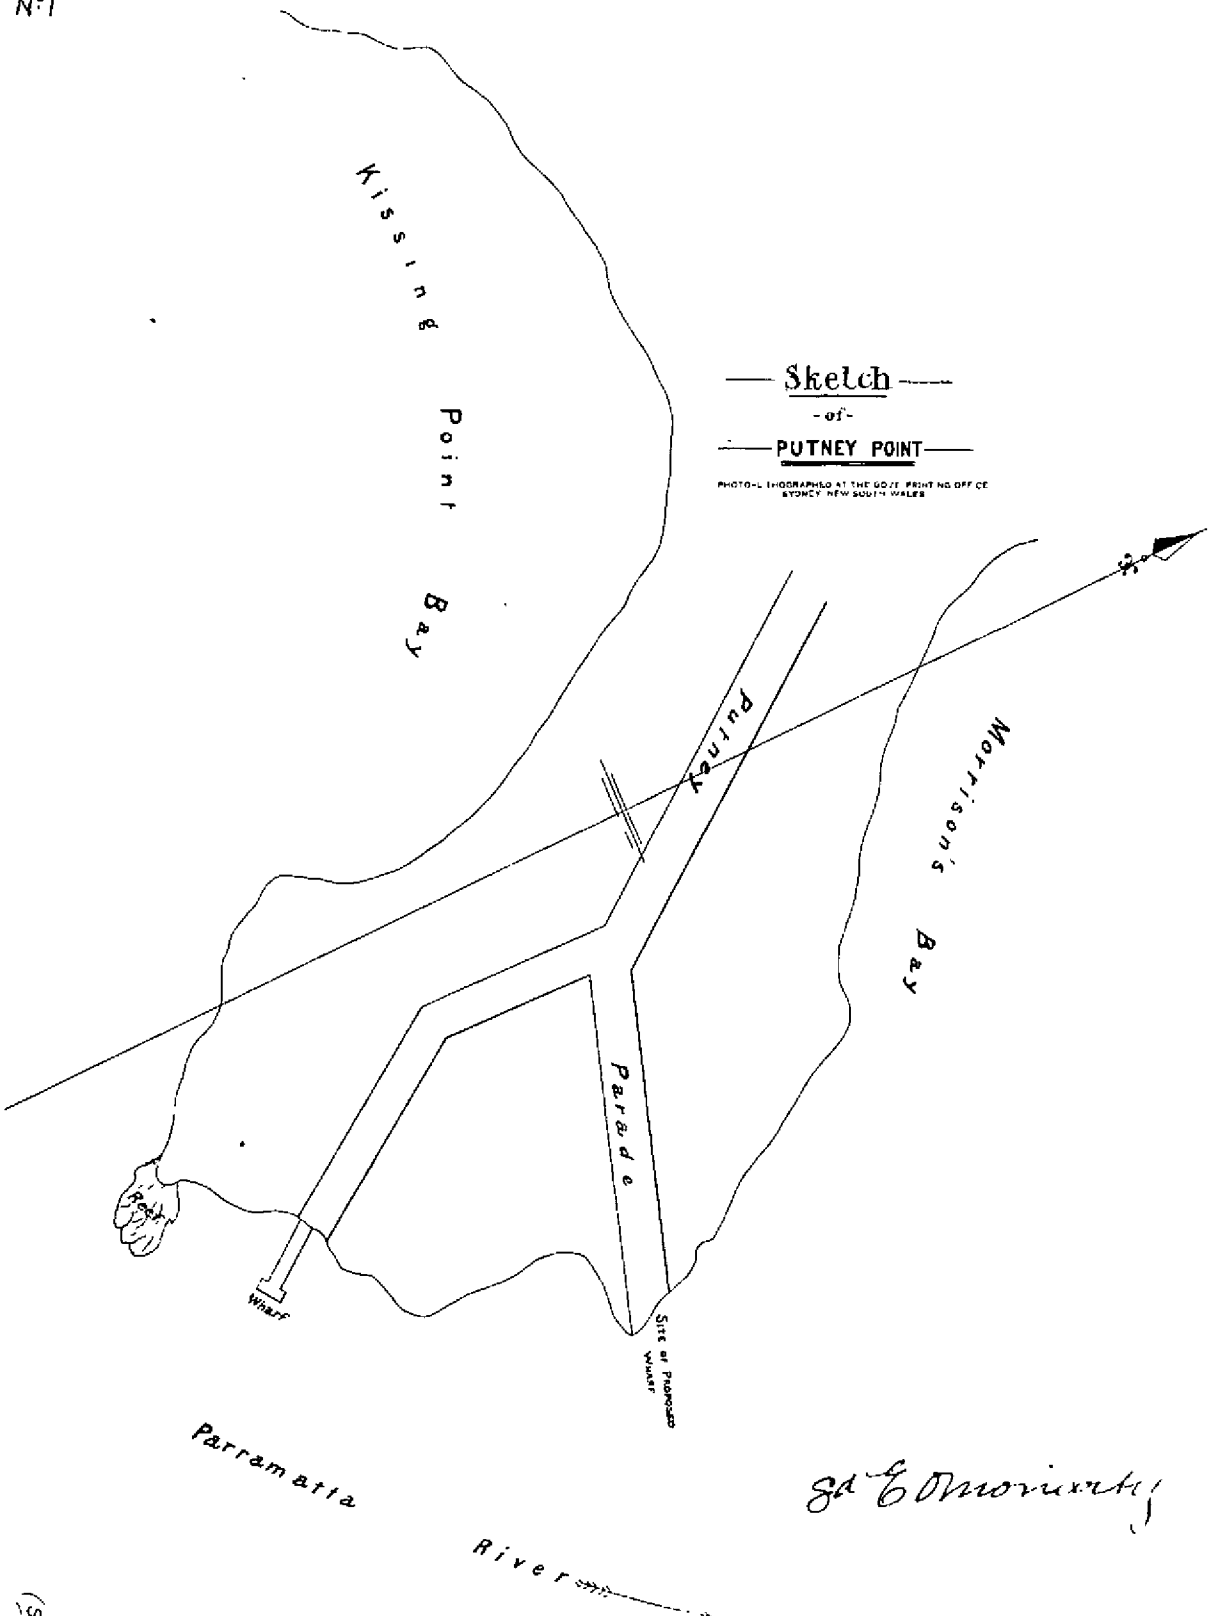 No. 1
Kissing Point Bay
Sketch
- of -
PUTNEY POINT
PHOTO-LITHOGRAPHED AT THE GOVT. PRINTING OFFICE
SYDNEY, NEW SOUTH WALES
Putney Parade
Morrison's Bay
Rock
Wharf
SITE OF PROPOSED
WHARF
Parramatta River
Sd E O Moriarty